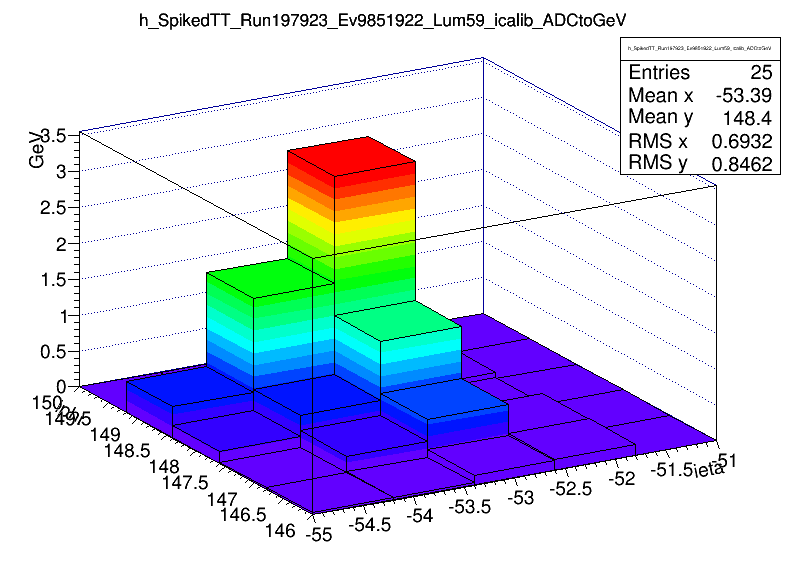 h_SpikedTT_Run197923_Ev9851922_Lum59_icalib_ADCtoGeV
h_SpikedTT_Run197923_Ev9851922_Lum59_icalib_ADCtoGeV
Entries 25
Mean x -53.39
Mean y 148.4
RMS x 0.6932
RMS y 0.8462
GeV
3.5
3
2.5
2
1.5
1
0.5
0
150
149.5
149
148.5
148
147.5
147
146.5
146
-55
-54.5
-54
-53.5
-53
-52.5
-52
-51.5
-51
ieta